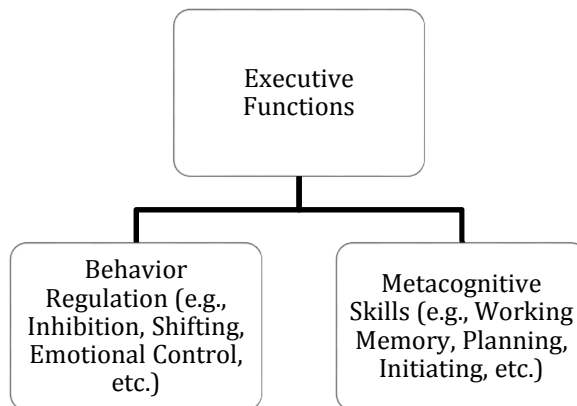 Executive
Functions
Behavior
Regulation (e.g.,
Inhibition, Shifting,
Emotional Control,
etc.)
Metacognitive
Skills (e.g., Working
Memory, Planning,
Initiating, etc.)